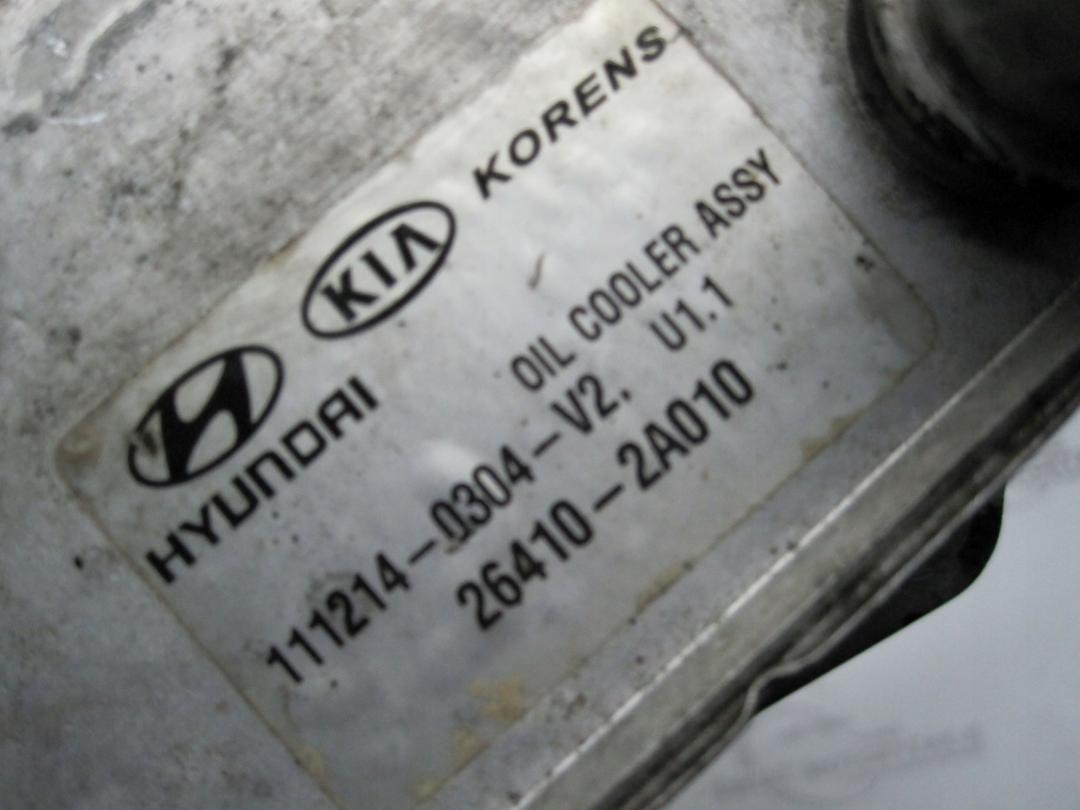 KIA KORENS
HYUNDAI
OIL COOLER ASSY
111214-0304-V2, U1.1
26410-2A010